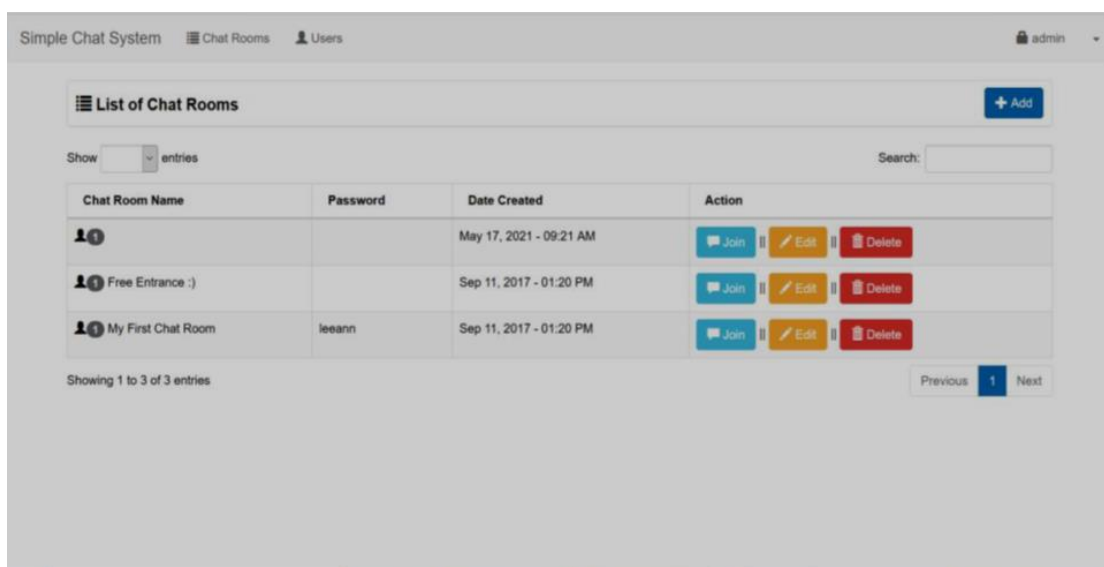 Simple Chat System Chat Rooms Users admin
List of Chat Rooms + Add
Show entries Search:
Chat Room Name Password Date Created Action
1 May 17, 2021 - 09:21 AM Join || Edit || Delete
1 Free Entrance :) Sep 11, 2017 - 01:20 PM Join || Edit || Delete
1 My First Chat Room leeann Sep 11, 2017 - 01:20 PM Join || Edit || Delete
Showing 1 to 3 of 3 entries Previous 1 Next